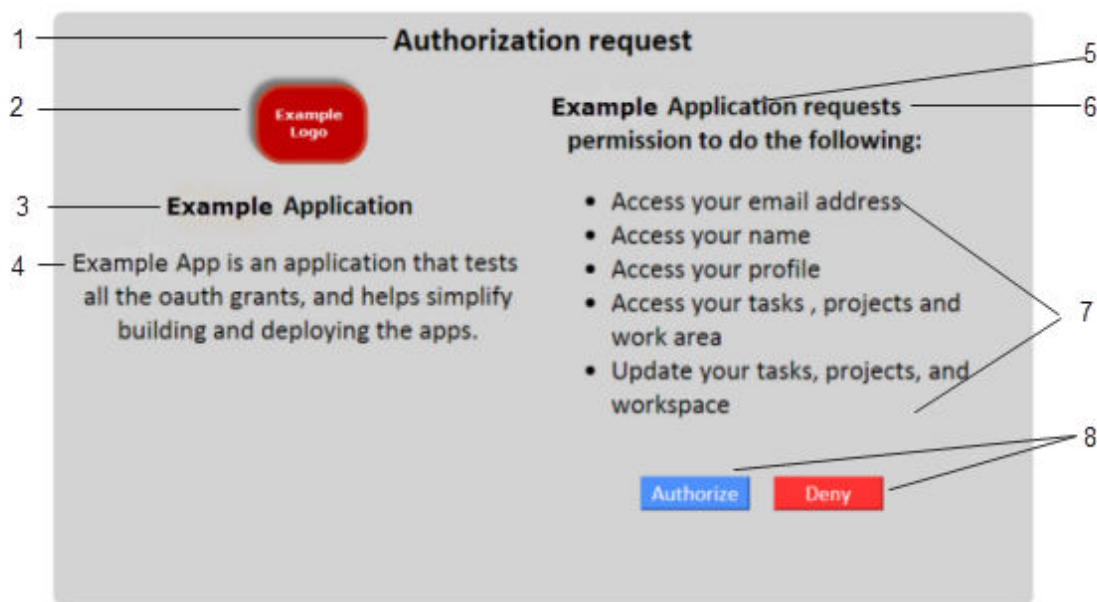 1
Authorization request
2
Example
Logo
3
Example Application
4
Example App is an application that tests
all the oauth grants, and helps simplify
building and deploying the apps.
5
Example Application requests
6
permission to do the following:
• Access your email address
• Access your name
• Access your profile
• Access your tasks , projects and
work area
• Update your tasks, projects, and
workspace
7
8
Authorize
Deny